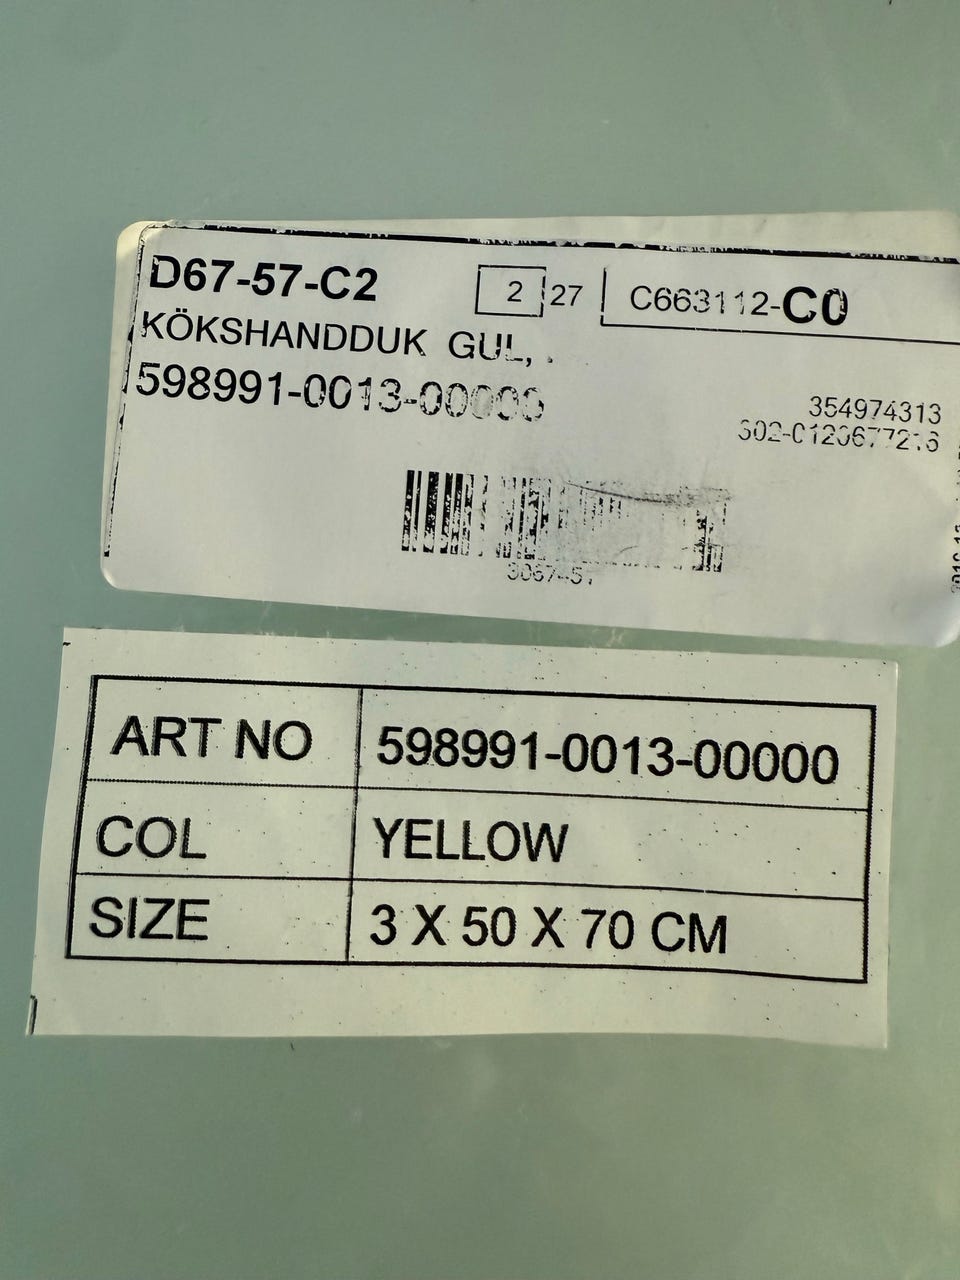 D67-57-C2 2 27 C663112-C0
KÖKSHANDDUK GUL, .
598991-0013-00000
354974313
ART NO 598991-0013-00000
COL YELLOW
SIZE 3 X 50 X 70 CM